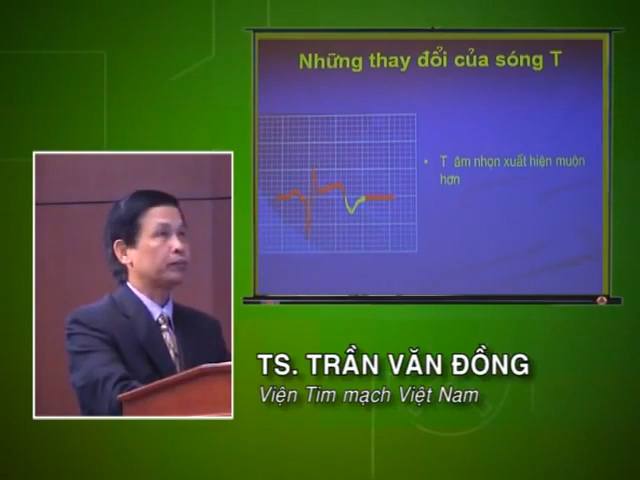 Những thay đổi của sóng T
• T âm nhọn xuất hiện muộn
hơn
TS. TRẦN VĂN ĐỒNG
Viện Tim mạch Việt Nam